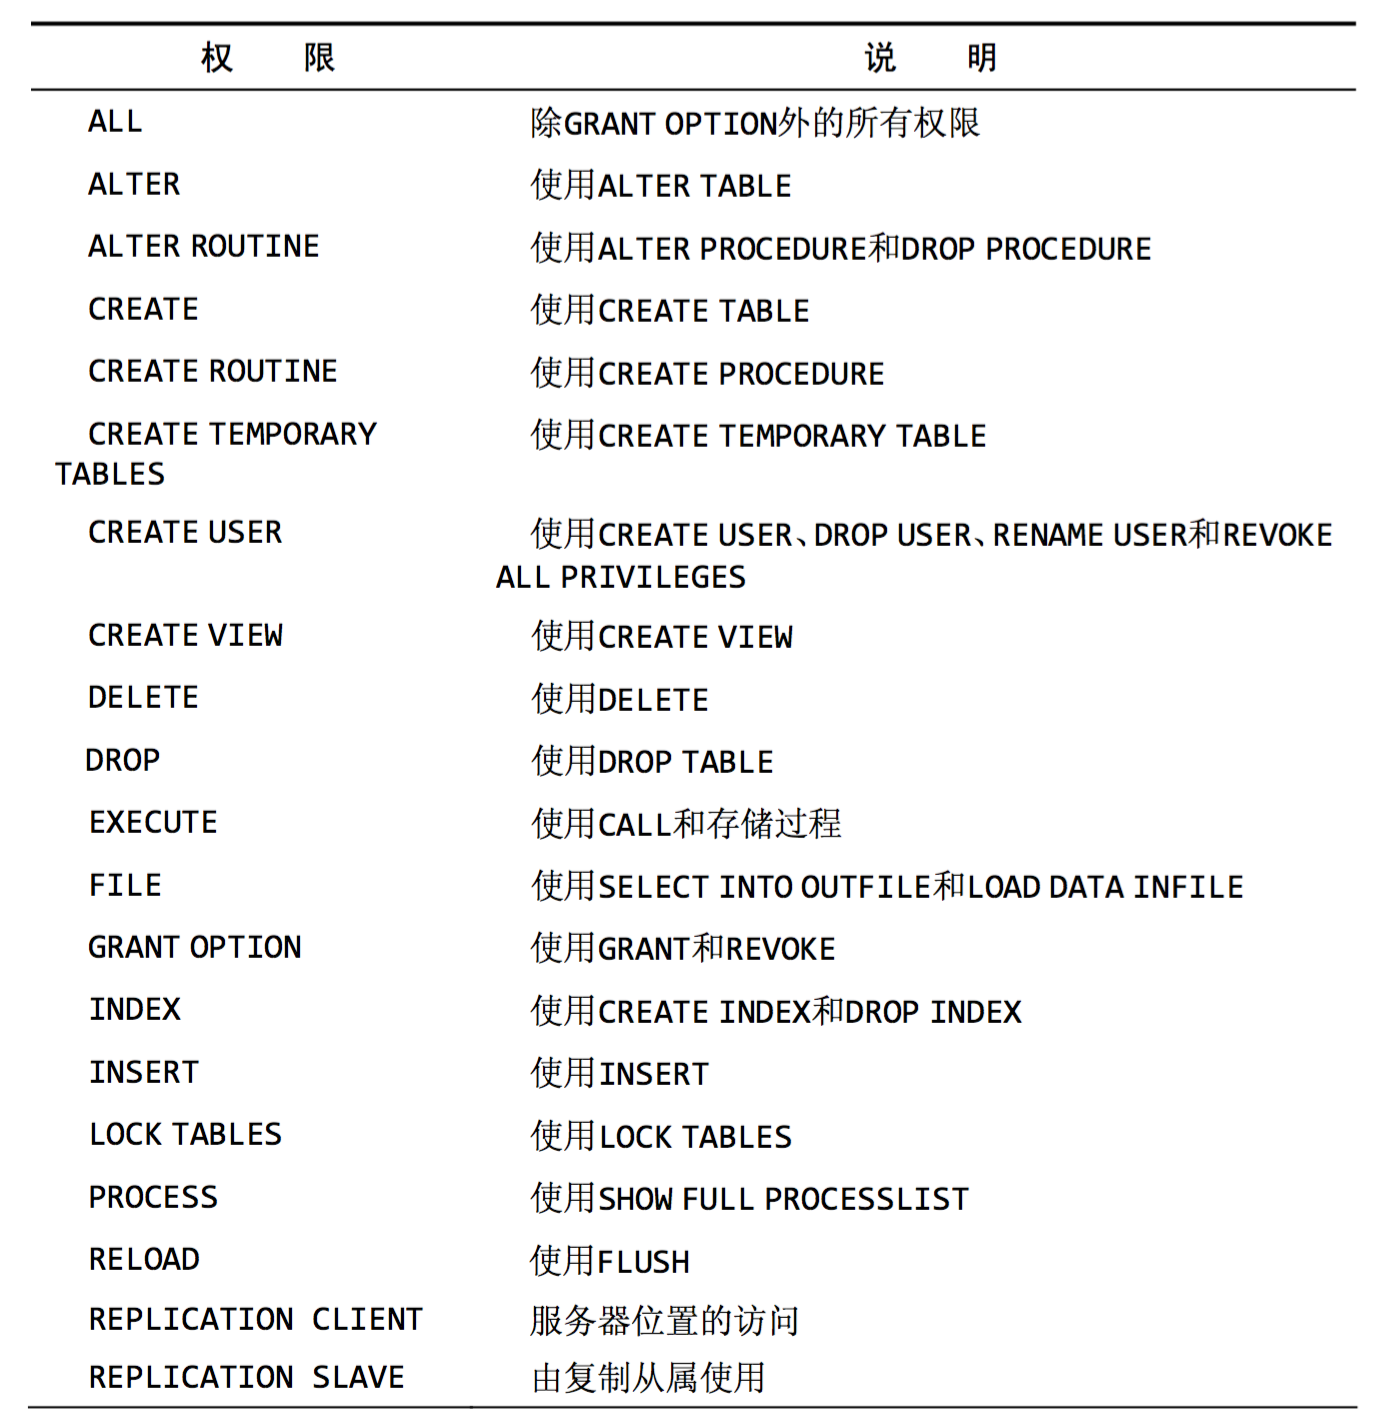 权 限 说 明
ALL 除GRANT OPTION外的所有权限
ALTER 使用ALTER TABLE
ALTER ROUTINE 使用ALTER PROCEDURE和DROP PROCEDURE
CREATE 使用CREATE TABLE
CREATE ROUTINE 使用CREATE PROCEDURE
CREATE TEMPORARY 使用CREATE TEMPORARY TABLE
TABLES
CREATE USER 使用CREATE USER、DROP USER、RENAME USER和REVOKE
ALL PRIVILEGES
CREATE VIEW 使用CREATE VIEW
DELETE 使用DELETE
DROP 使用DROP TABLE
EXECUTE 使用CALL和存储过程
FILE 使用SELECT INTO OUTFILE和LOAD DATA INFILE
GRANT OPTION 使用GRANT和REVOKE
INDEX 使用CREATE INDEX和DROP INDEX
INSERT 使用INSERT
LOCK TABLES 使用LOCK TABLES
PROCESS 使用SHOW FULL PROCESSLIST
RELOAD 使用FLUSH
REPLICATION CLIENT 服务器位置的访问
REPLICATION SLAVE 由复制从属使用